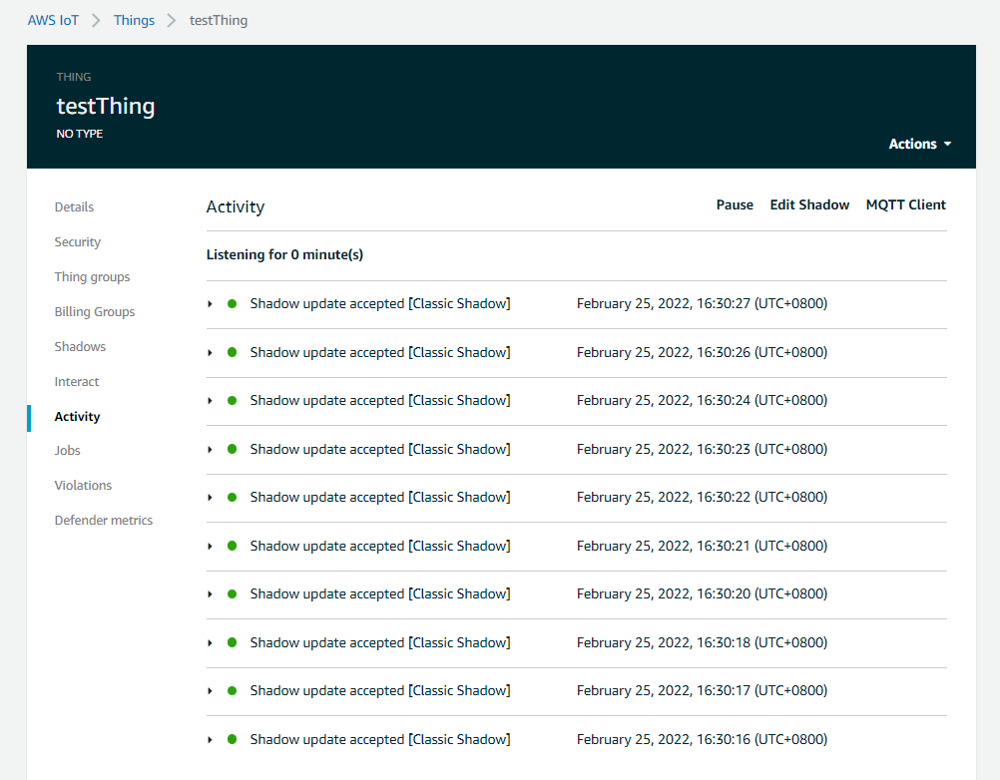 AWS IoT > Things > testThing
THING
testThing
NO TYPE
Actions
Details
Security
Thing groups
Billing Groups
Shadows
Interact
Activity
Jobs
Violations
Defender metrics
Activity Pause Edit Shadow MQTT Client
Listening for 0 minute(s)
Shadow update accepted [Classic Shadow] February 25, 2022, 16:30:27 (UTC+0800)
Shadow update accepted [Classic Shadow] February 25, 2022, 16:30:26 (UTC+0800)
Shadow update accepted [Classic Shadow] February 25, 2022, 16:30:24 (UTC+0800)
Shadow update accepted [Classic Shadow] February 25, 2022, 16:30:23 (UTC+0800)
Shadow update accepted [Classic Shadow] February 25, 2022, 16:30:22 (UTC+0800)
Shadow update accepted [Classic Shadow] February 25, 2022, 16:30:21 (UTC+0800)
Shadow update accepted [Classic Shadow] February 25, 2022, 16:30:20 (UTC+0800)
Shadow update accepted [Classic Shadow] February 25, 2022, 16:30:18 (UTC+0800)
Shadow update accepted [Classic Shadow] February 25, 2022, 16:30:17 (UTC+0800)
Shadow update accepted [Classic Shadow] February 25, 2022, 16:30:16 (UTC+0800)